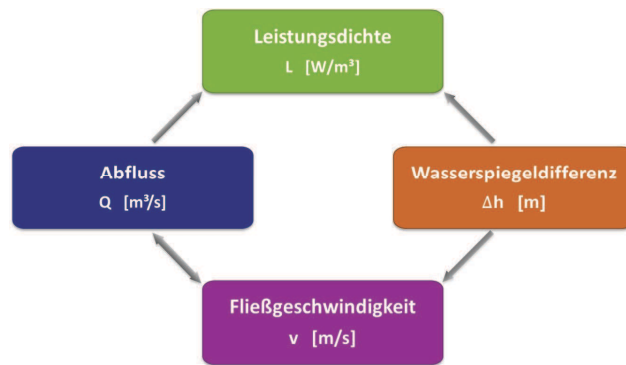 Leistungsdichte
L [W/m³]
Abfluss
Q [m³/s]
Wasserspiegeldifferenz
Δh [m]
Fließgeschwindigkeit
v [m/s]